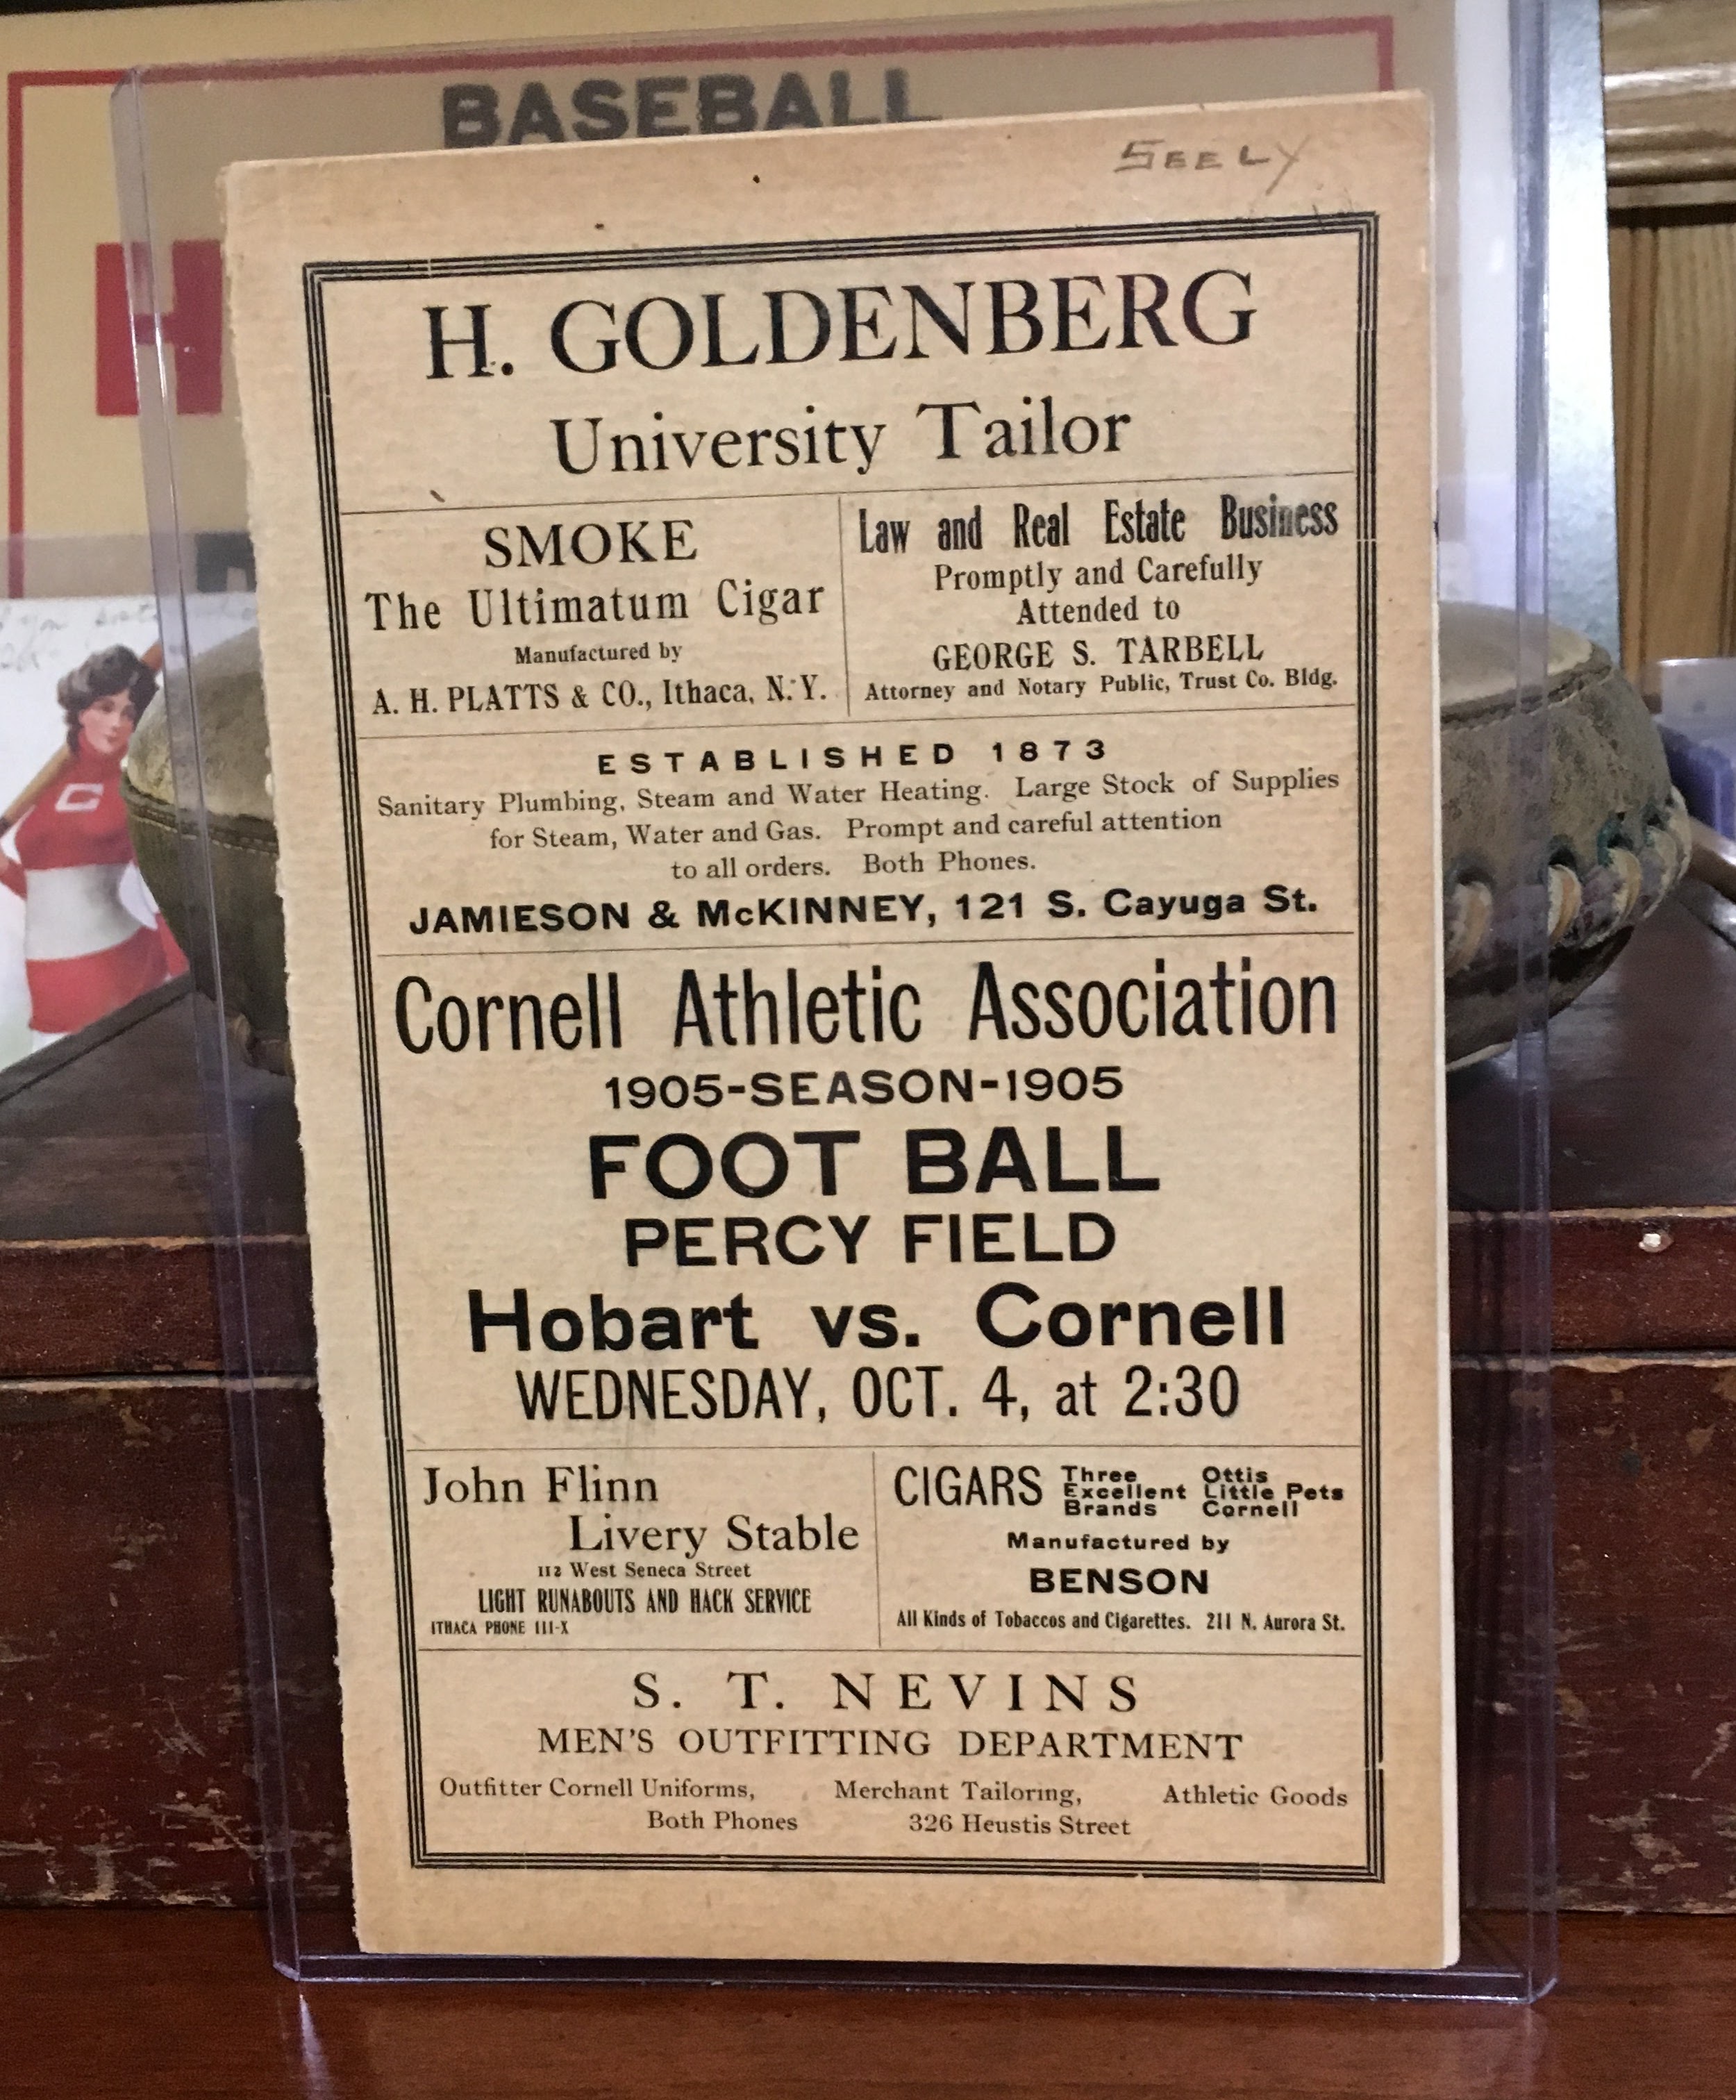 BASEBALL
H
SEELY
H. GOLDENBERG
University Tailor
SMOKE
The Ultimatum Cigar
Manufactured by
A. H. PLATTS & CO., Ithaca, N. Y.
Law and Real Estate Business
Promptly and Carefully
Attended to
GEORGE S. TARBELL
Attorney and Notary Public, Trust Co. Bldg.
ESTABLISHED 1873
Sanitary Plumbing, Steam and Water Heating. Large Stock of Supplies
for Steam, Water and Gas. Prompt and careful attention
to all orders. Both Phones.
JAMIESON & McKINNEY, 121 S. Cayuga St.
C
Cornell Athletic Association
1905-SEASON-1905
FOOT BALL
PERCY FIELD
Hobart vs. Cornell
WEDNESDAY, OCT. 4, at 2:30
John Flinn
Livery Stable
112 West Seneca Street
LIGHT RUNABOUTS AND HACK SERVICE
ITHACA PHONE 111-X
CIGARS Three Excellent Brands Ottis Little Pets Cornell
Manufactured by
BENSON
All Kinds of Tobaccos and Cigarettes. 211 N. Aurora St.
S. T. NEVINS
MEN'S OUTFITTING DEPARTMENT
Outfitter Cornell Uniforms, Merchant Tailoring, Athletic Goods
Both Phones 326 Heustis Street